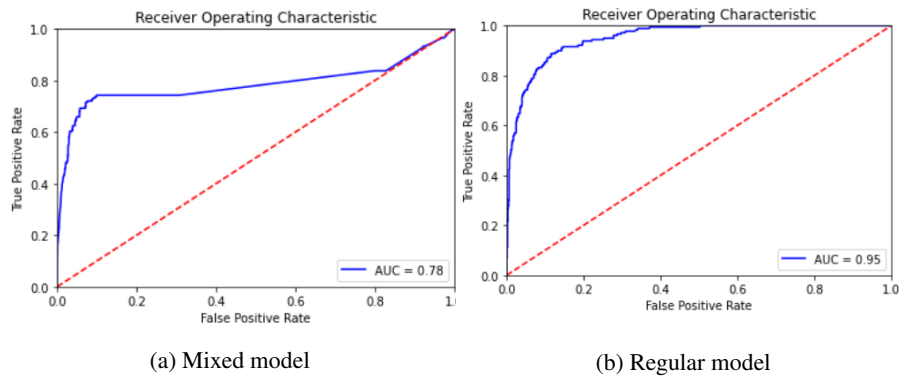 Receiver Operating Characteristic
1.0
0.8
0.6
0.4
0.2
0.0
True Positive Rate
AUC = 0.78
0.0 0.2 0.4 0.6 0.8 1.
False Positive Rate
(a) Mixed model
Receiver Operating Characteristic
1.0
0.8
0.6
0.4
0.2
0.0
True Positive Rate
AUC = 0.95
0.0 0.2 0.4 0.6 0.8 1.0
False Positive Rate
(b) Regular model